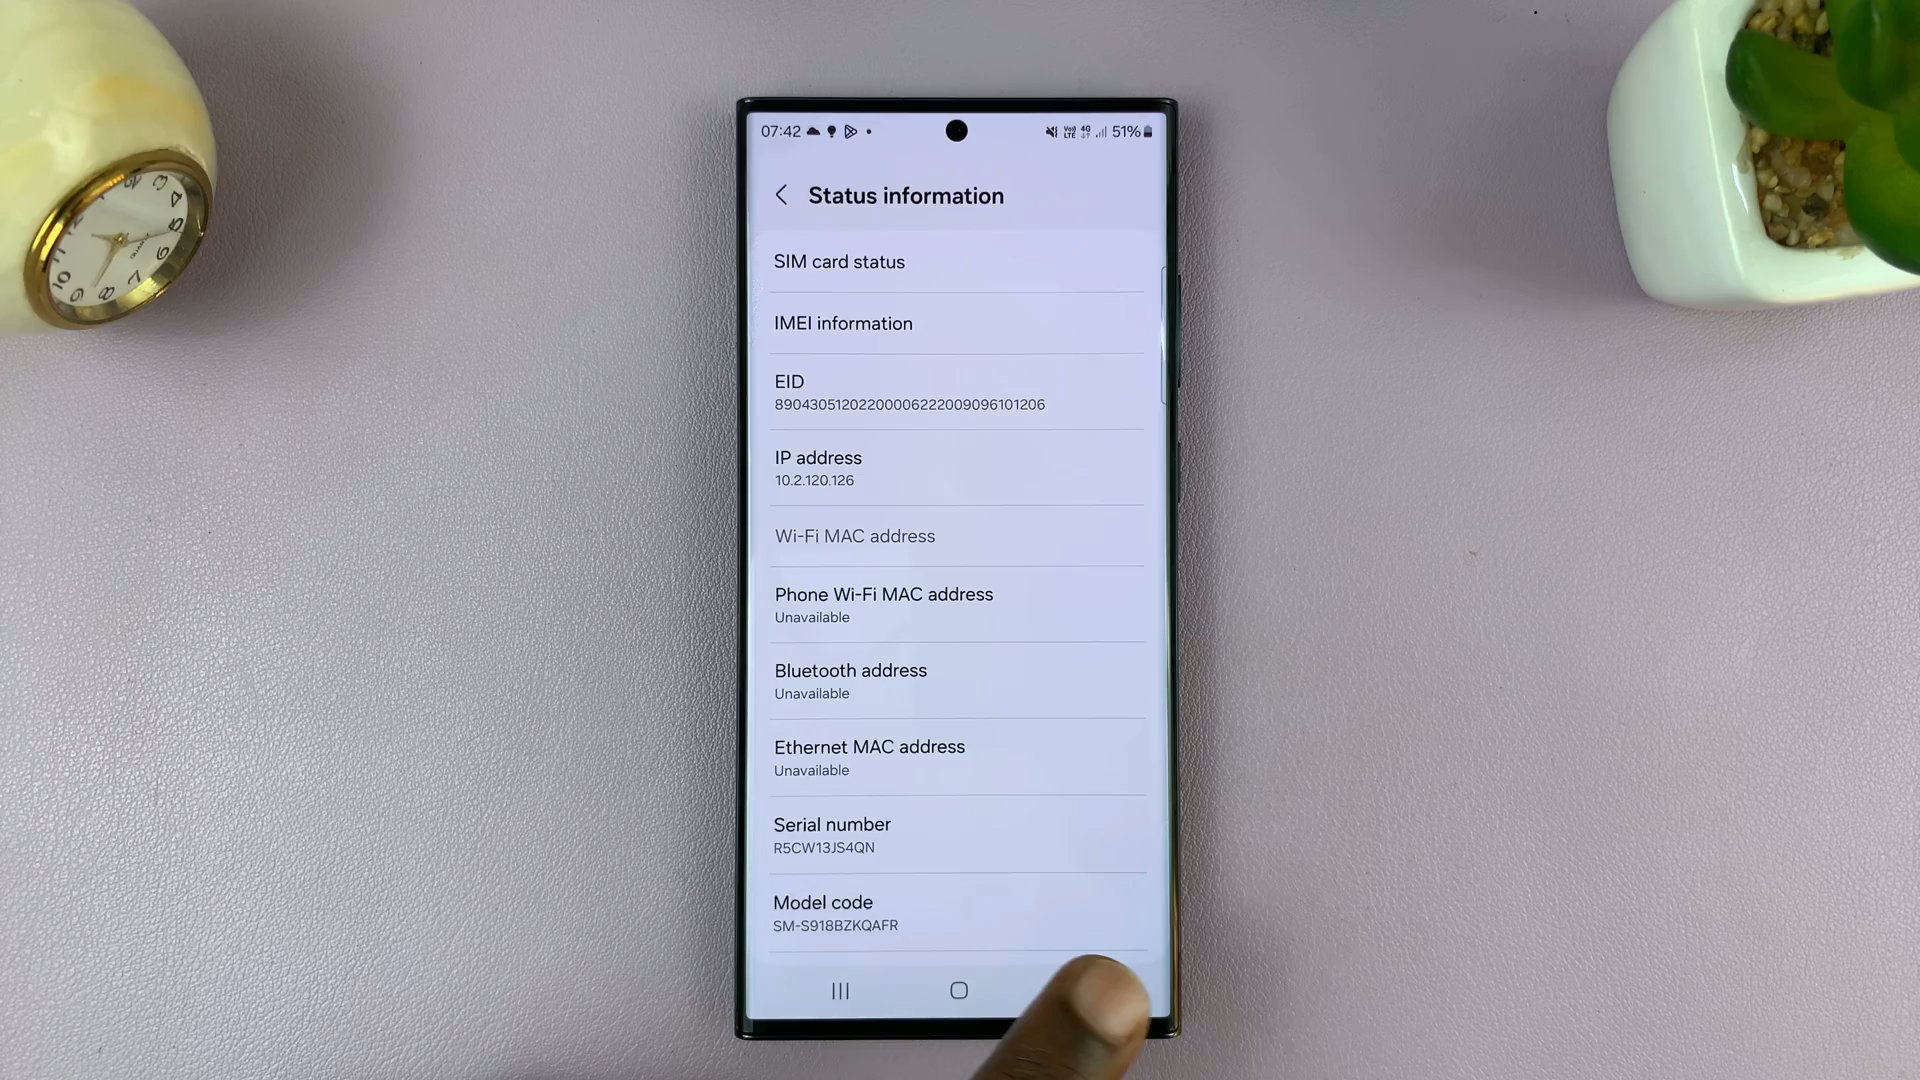 07:42 51%
Status information
SIM card status
IMEI information
EID
89043051202200006222009096101206
IP address
10.2.120.126
Wi-Fi MAC address
Phone Wi-Fi MAC address
Unavailable
Bluetooth address
Unavailable
Ethernet MAC address
Unavailable
Serial number
R5CW13JS4QN
Model code
SM-S918BZKQAFR